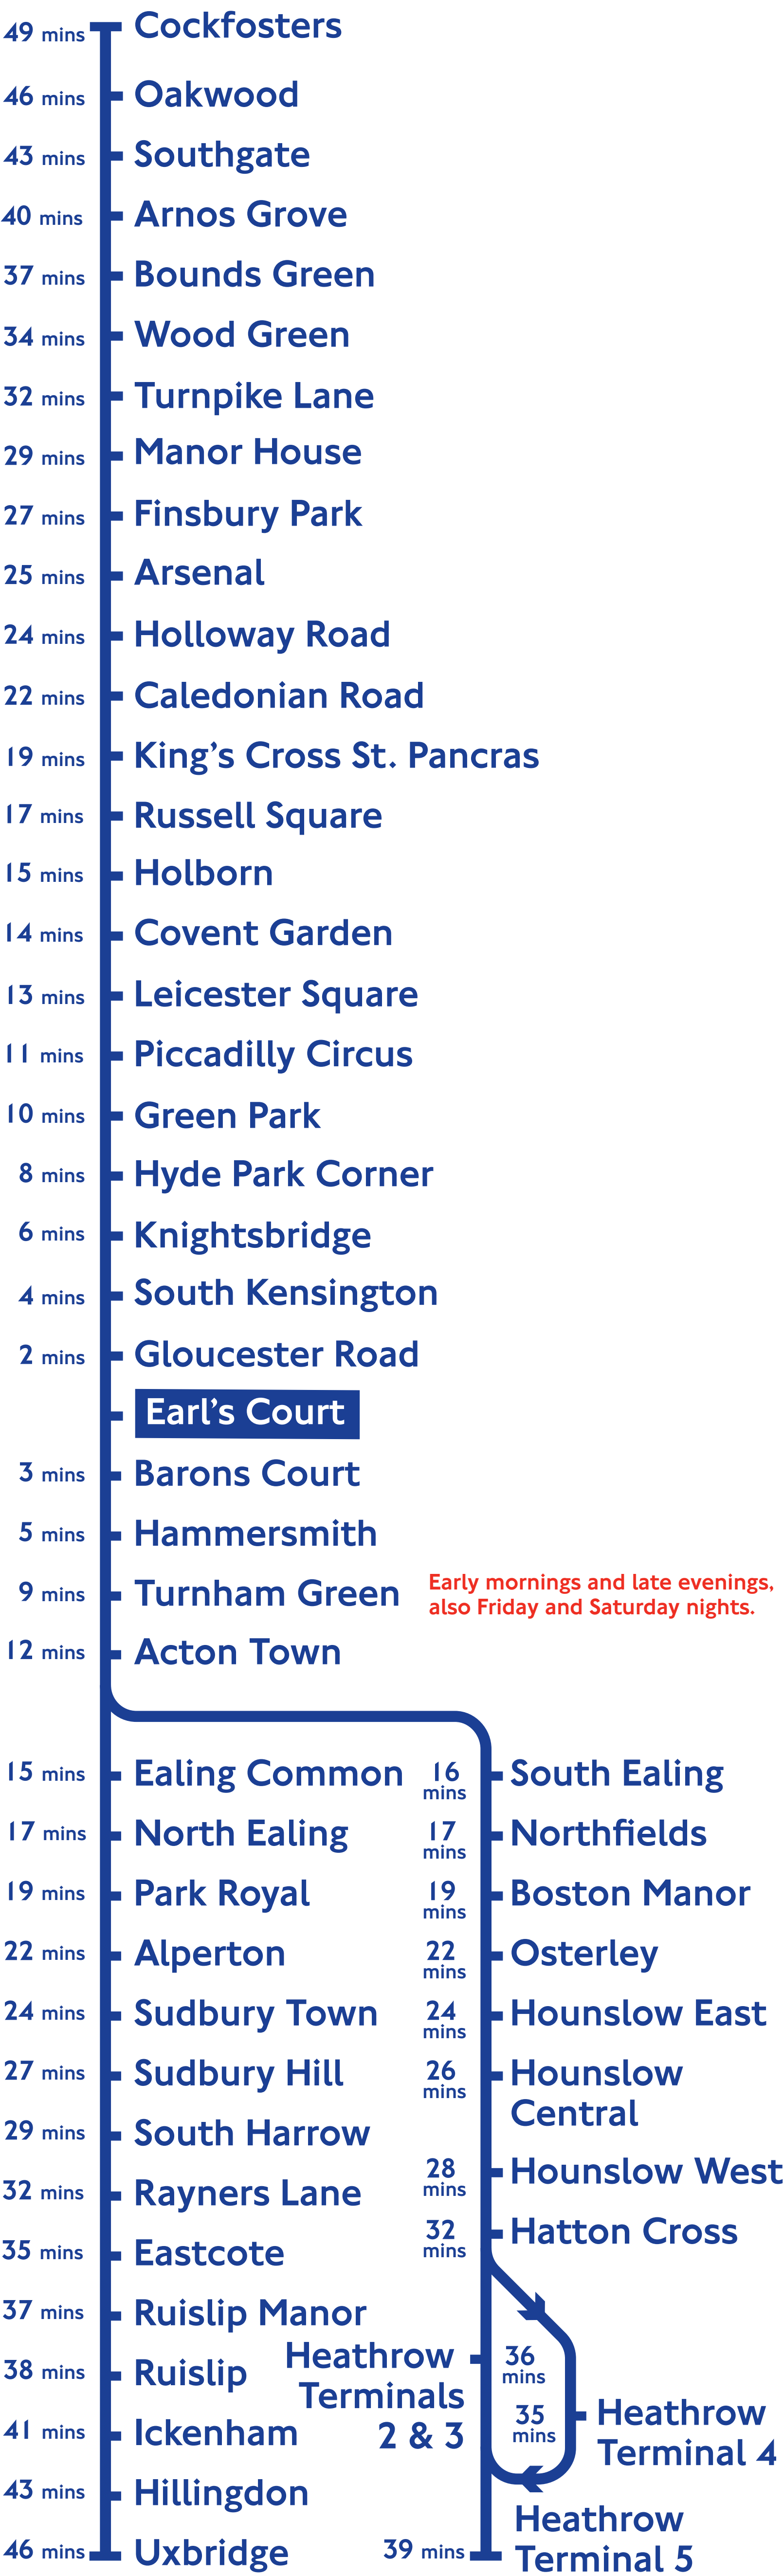 49 mins Cockfosters
46 mins Oakwood
43 mins Southgate
40 mins Arnos Grove
37 mins Bounds Green
34 mins Wood Green
32 mins Turnpike Lane
29 mins Manor House
27 mins Finsbury Park
25 mins Arsenal
24 mins Holloway Road
22 mins Caledonian Road
19 mins King's Cross St. Pancras
17 mins Russell Square
15 mins Holborn
14 mins Covent Garden
13 mins Leicester Square
11 mins Piccadilly Circus
10 mins Green Park
8 mins Hyde Park Corner
6 mins Knightsbridge
4 mins South Kensington
2 mins Gloucester Road
Earl's Court
3 mins Barons Court
5 mins Hammersmith
9 mins Turnham Green
Early mornings and late evenings,
also Friday and Saturday nights.
12 mins Acton Town
15 mins Ealing Common
17 mins North Ealing
19 mins Park Royal
22 mins Alperton
24 mins Sudbury Town
27 mins Sudbury Hill
29 mins South Harrow
32 mins Rayners Lane
35 mins Eastcote
37 mins Ruislip Manor
38 mins Ruislip
41 mins Ickenham
43 mins Hillingdon
46 mins Uxbridge
16 South Ealing
mins
17 Northfields
mins
19 Boston Manor
mins
22 Osterley
mins
24 Hounslow East
mins
26 Hounslow
mins Central
28 Hounslow West
mins
32 Hatton Cross
mins
Heathrow 36
Terminals mins
2 & 3
35 Heathrow
mins Terminal 4
Heathrow
39 mins Terminal 5